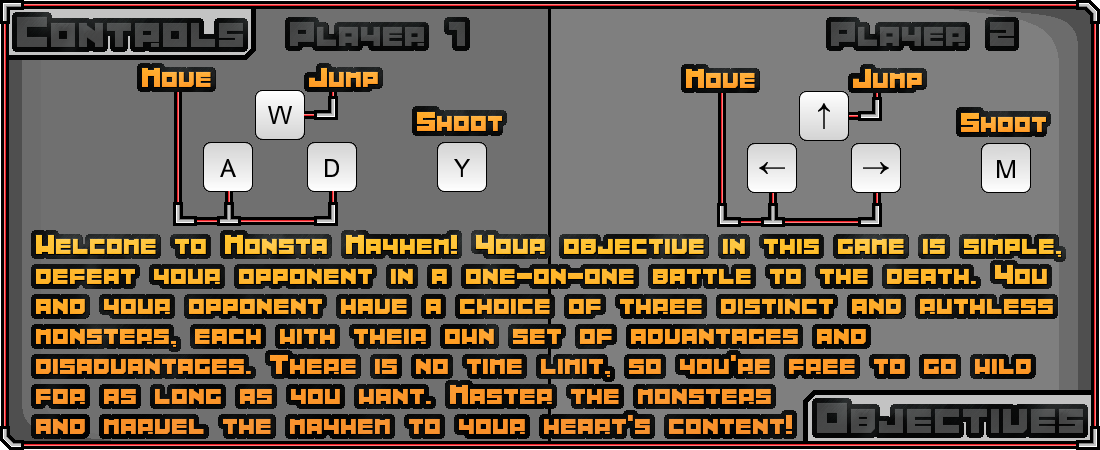 Controls
Player 1
Player 2
Move
Jump
W
Shoot
A
D
Y
Move
Jump
↑
Shoot
←
→
M
Welcome to Monsta Mayhem! Your objective in this game is simple,
defeat your opponent in a one-on-one battle to the death. You
and your opponent have a choice of three distinct and ruthless
monsters, each with their own set of advantages and
disadvantages. There is no time limit, so you're free to go wild
for as long as you want. Master the monsters
and marvel the mayhem to your heart's content!
Objectives